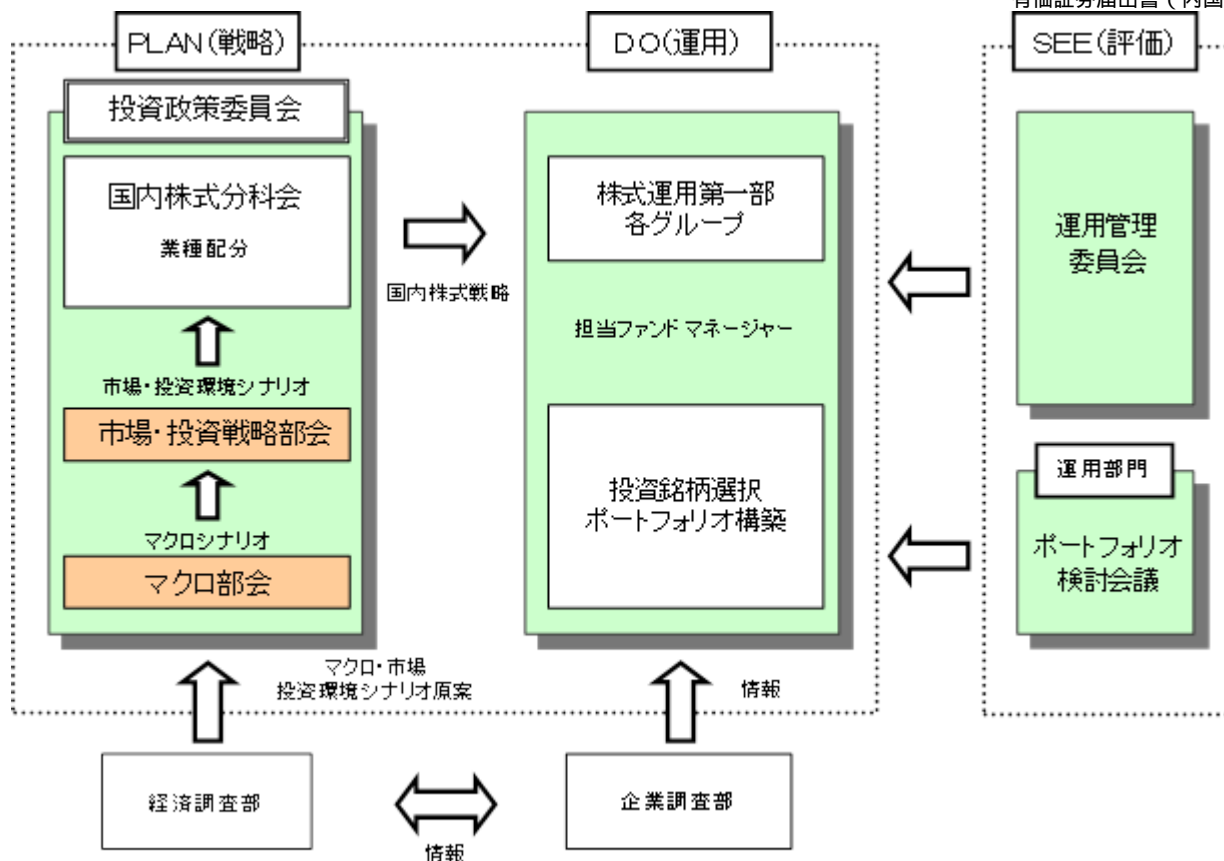 有価証券届出書(内国
PLAN(戦略)
投資政策委員会
国内株式分科会
業種配分
市場・投資環境シナリオ
市場・投資戦略部会
マクロシナリオ
マクロ部会
国内株式戦略
マクロ・市場
投資環境シナリオ原案
DO(運用)
株式運用第一部
各グループ
担当ファンドマネージャー
投資銘柄選択
ポートフォリオ構築
情報
SEE(評価)
運用管理
委員会
運用部門
ポートフォリオ
検討会議
経済調査部
情報
企業調査部